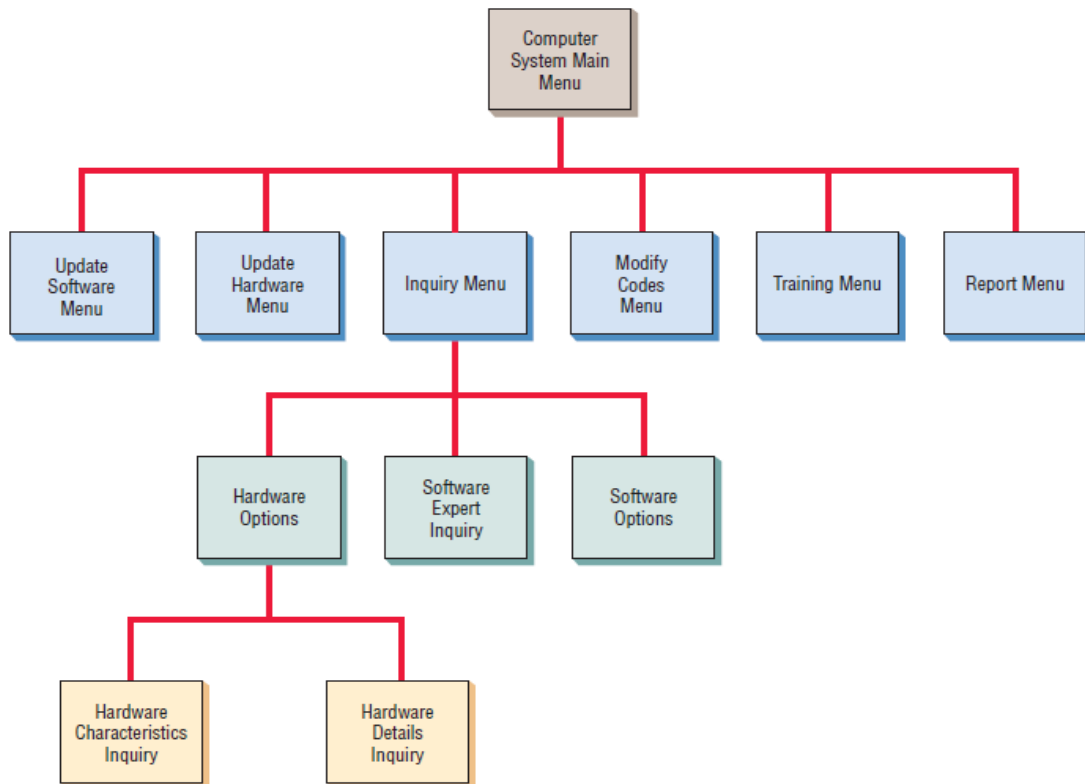 Computer
System Main
Menu
Update
Software
Menu
Update
Hardware
Menu
Inquiry Menu
Modify
Codes
Menu
Training Menu
Report Menu
Hardware
Options
Software
Expert
Inquiry
Software
Options
Hardware
Characteristics
Inquiry
Hardware
Details
Inquiry